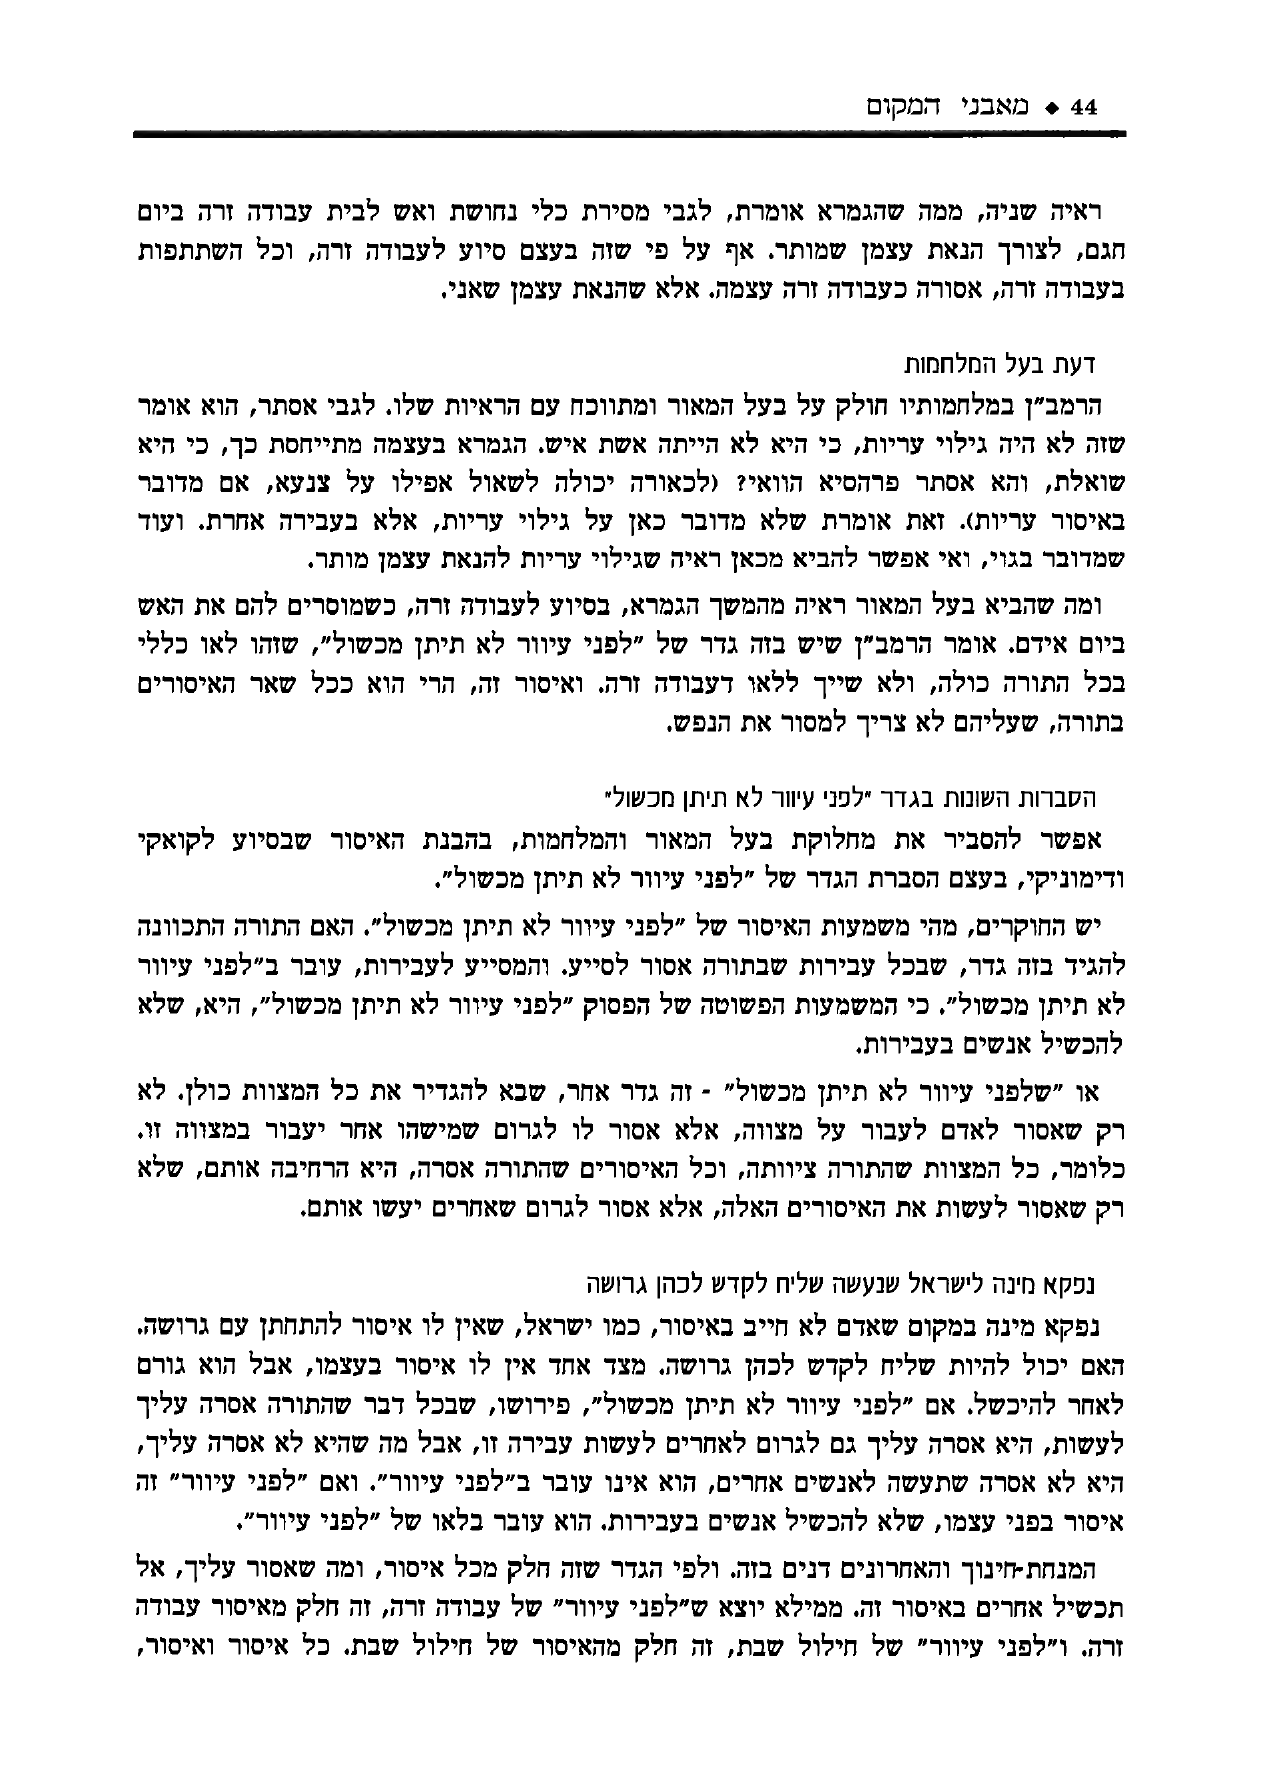 44 ◆ מאבני המקום
ראיה שניה, ממה שהגמרא אומרת, לגבי מסירת כלי נחושת ואש לבית עבודה זרה ביום
חגם, לצורך הנאת עצמן שמותר. אף על פי שזה בעצם סיוע לעבודה זרה, וכל השתתפות
בעבודה זרה, אסורה כעבודה זרה עצמה. אלא שהנאת עצמן שאני.
דעת בעל המלחמות
הרמב"ן במלחמותיו חולק על בעל המאור ומתווכח עם הראיות שלו. לגבי אסתר, הוא אומר
שזה לא היה גילוי עריות, כי היא לא הייתה אשת איש. הגמרא בעצמה מתייחסת כך, כי היא
שואלת, והא אסתר פרהסיא הוואי? (לכאורה יכולה לשאול אפילו על צנעא, אם מדובר
באיסור עריות). זאת אומרת שלא מדובר כאן על גילוי עריות, אלא בעבירה אחרת. ועוד
שמדובר בגוי, ואי אפשר להביא מכאן ראיה שגילוי עריות להנאת עצמן מותר.
ומה שהביא בעל המאור ראיה מהמשך הגמרא, בסיוע לעבודה זרה, כשמוסרים להם את האש
ביום אידם. אומר הרמב"ן שיש בזה גדר של "לפני עיוור לא תיתן מכשול", שזהו לאו כללי
בכל התורה כולה, ולא שייך ללאו דעבודה זרה. ואיסור זה, הרי הוא ככל שאר האיסורים
בתורה, שעליהם לא צריך למסור את הנפש.
הסברות השונות בגדר "לפני עיוור לא תיתן מכשול"
אפשר להסביר את מחלוקת בעל המאור והמלחמות, בהבנת האיסור שבסיוע לקואקי
ודימוניקי, בעצם הסברת הגדר של "לפני עיוור לא תיתן מכשול".
יש החוקרים, מהי משמעות האיסור של "לפני עיוור לא תיתן מכשול". האם התורה התכוונה
להגיד בזה גדר, שבכל עבירות שבתורה אסור לסייע. והמסייע לעבירות, עובר ב"לפני עיוור
לא תיתן מכשול". כי המשמעות הפשוטה של הפסוק "לפני עיוור לא תיתן מכשול", היא, שלא
להכשיל אנשים בעבירות.
או "שלפני עיוור לא תיתן מכשול" - זה גדר אחר, שבא להגדיר את כל המצוות כולן. לא
רק שאסור לאדם לעבור על מצווה, אלא אסור לו לגרום שמישהו אחר יעבור במצווה זו.
כלומר, כל המצוות שהתורה ציוותה, וכל האיסורים שהתורה אסרה, היא הרחיבה אותם, שלא
רק שאסור לעשות את האיסורים האלה, אלא אסור לגרום שאחרים יעשו אותם.
נפקא מינה לישראל שנעשה שליח לקדש לכהן גרושה
נפקא מינה במקום שאדם לא חייב באיסור, כמו ישראל, שאין לו איסור להתחתן עם גרושה.
האם יכול להיות שליח לקדש לכהן גרושה. מצד אחד אין לו איסור בעצמו, אבל הוא גורם
לאחר להיכשל. אם "לפני עיוור לא תיתן מכשול", פירושו, שבכל דבר שהתורה אסרה עליך
לעשות, היא אסרה עליך גם לגרום לאחרים לעשות עבירה זו, אבל מה שהיא לא אסרה עליך,
היא לא אסרה שתעשה לאנשים אחרים, הוא אינו עובר ב"לפני עיוור". ואם "לפני עיוור" זה
איסור בפני עצמו, שלא להכשיל אנשים בעבירות. הוא עובר בלאו של "לפני עיוור".
המנחת-חינוך והאחרונים דנים בזה. ולפי הגדר שזה חלק מכל איסור, ומה שאסור עליך, אל
תכשיל אחרים באיסור זה. ממילא יוצא ש"לפני עיוור" של עבודה זרה, זה חלק מאיסור עבודה
זרה. ו"לפני עיוור" של חילול שבת, זה חלק מהאיסור של חילול שבת. כל איסור ואיסור,